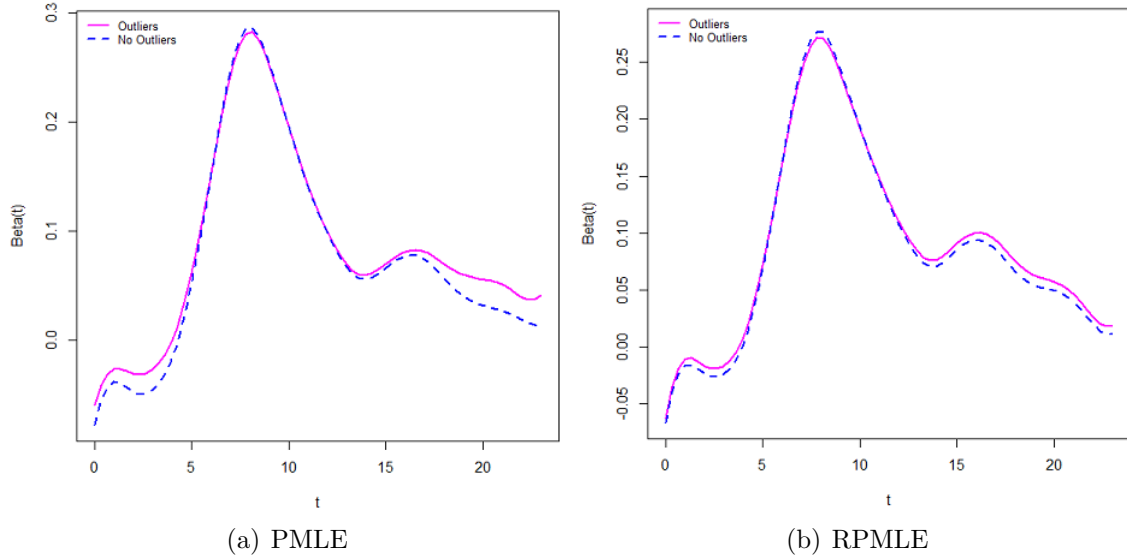 Outliers
No Outliers
Beta(t)
0.3
0.2
0.1
0.0
0 5 10 15 20
t
(a) PMLE
Outliers
No Outliers
Beta(t)
0.25
0.20
0.15
0.10
0.05
0.00
-0.05
0 5 10 15 20
t
(b) RPMLE